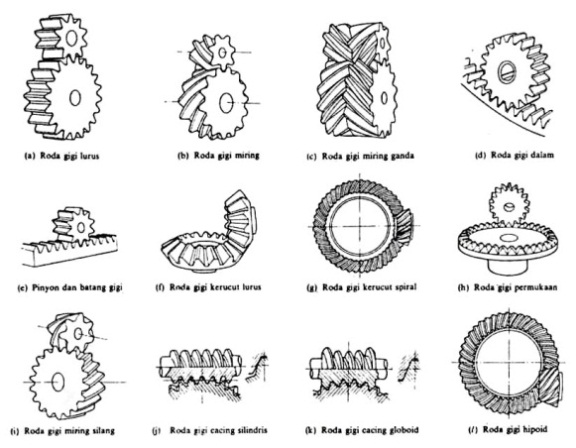 (a) Roda gigi lurus
(b) Roda gigi miring
(c) Roda gigi miring ganda
(d) Roda gigi dalam
(e) Pinyon dan batang gigi
(f) Roda gigi kerucut lurus
(g) Roda gigi kerucut spiral
(h) Roda gigi permukaan
(i) Roda gigi miring silang
(j) Roda gigi cacing silindris
(k) Roda gigi cacing globoid
(l) Roda gigi hipoid